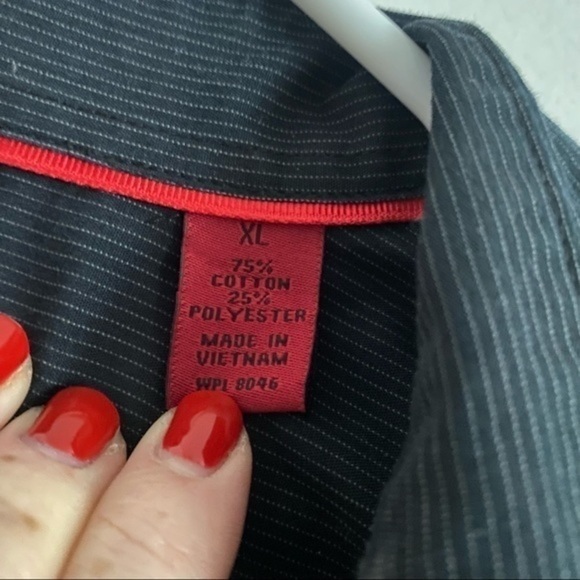 XL
75%
COTTON
25%
POLYESTER
MADE IN
VIETNAM
WPL 8046